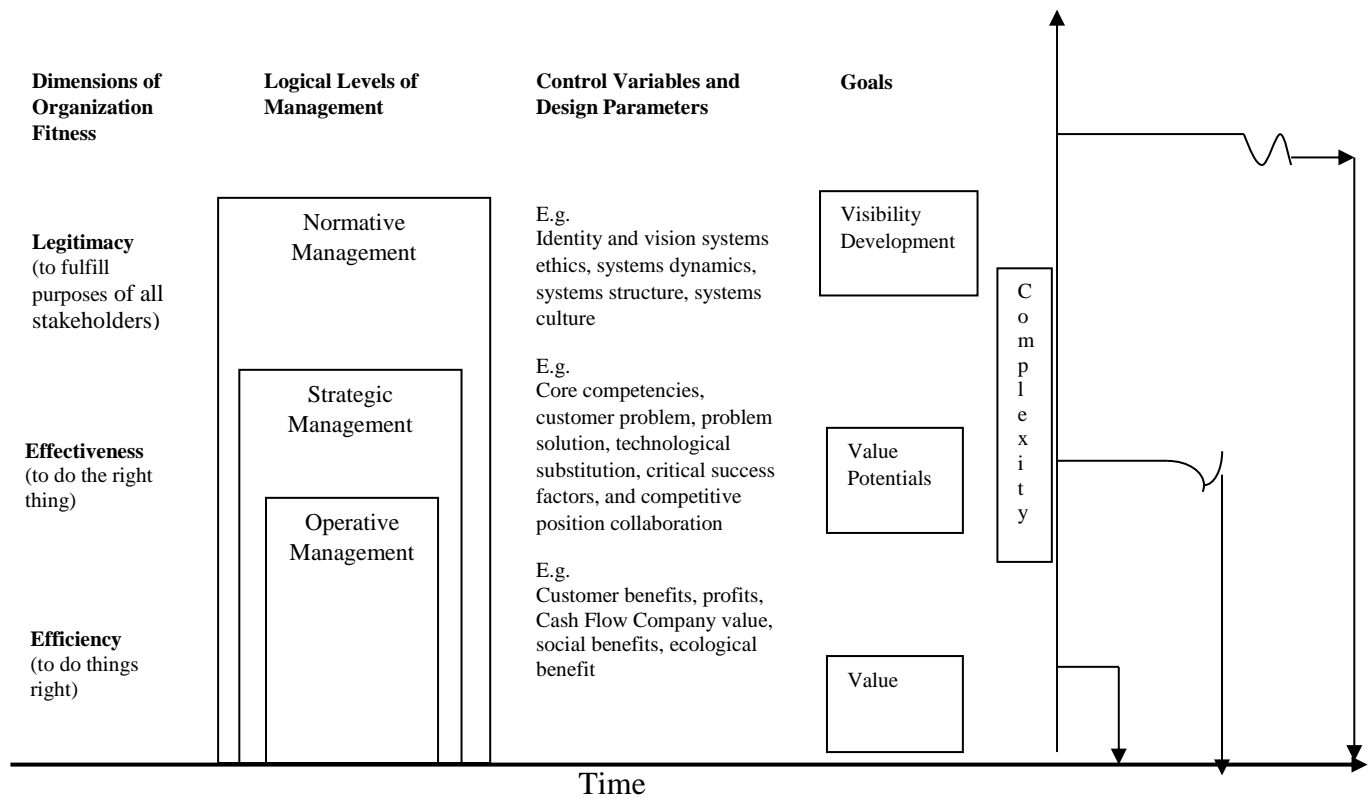 Dimensions of
Organization
Fitness
Logical Levels of
Management
Control Variables and
Design Parameters
Goals
Legitimacy
(to fulfill
purposes of all
stakeholders)
Normative
Management
E.g.
Identity and vision systems
ethics, systems dynamics,
systems structure, systems
culture
Visibility
Development
Effectiveness
(to do the right
thing)
Strategic
Management
E.g.
Core competencies,
customer problem, problem
solution, technological
substitution, critical success
factors, and competitive
position collaboration
Value
Potentials
Efficiency
(to do things
right)
Operative
Management
E.g.
Customer benefits, profits,
Cash Flow Company value,
social benefits, ecological
benefit
Value
C
o
m
p
l
e
x
i
t
y
Time